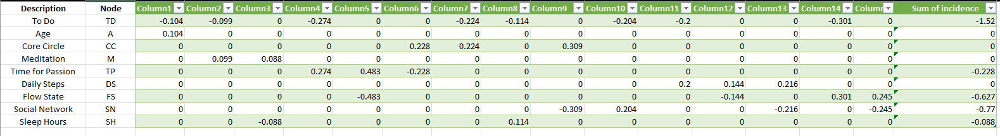 Description Node Column1 Column2 Column3 Column4 Column5 Column6 Column7 Column8 Column9 Column10 Column11 Column12 Column13 Column14 Colum Sum of incidence
To Do TD -0.104 -0.099 0 -0.274 0 0 -0.224 -0.114 0 -0.204 -0.2 0 0 -0.301 0 -1.52
Age A 0.104 0 0 0 0 0 0 0 0 0 0 0 0 0 0 0
Core Circle CC 0 0 0 0 0 0.228 0.224 0 0.309 0 0 0 0 0 0 0
Meditation M 0 0.099 0.088 0 0 0 0 0 0 0 0 0 0 0 0 0
Time for Passion TP 0 0 0 0.274 0.483 -0.228 0 0 0 0 0 0 0 0 0 -0.228
Daily Steps DS 0 0 0 0 0 0 0 0 0 0 0.2 0.144 0.216 0 0 0
Flow State FS 0 0 0 0 -0.483 0 0 0 0 0 0 -0.144 0 0.301 0.245 -0.627
Social Network SN 0 0 0 0 0 0 0 0 -0.309 0.204 0 0 -0.216 0 -0.245 -0.77
Sleep Hours SH 0 0 -0.088 0 0 0 0 0.114 0 0 0 0 0 0 0 -0.088